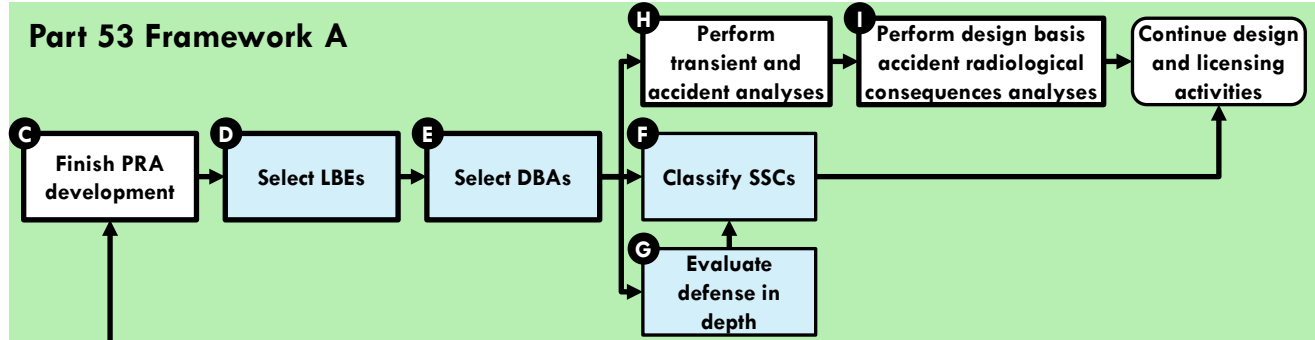 Part 53 Framework A
H
Perform
transient and
accident analyses
I
Perform design basis
accident radiological
consequences analyses
Continue design
and licensing
activities
C
Finish PRA
development
D
Select LBEs
E
Select DBAs
F
Classify SSCs
G
Evaluate
defense in
depth